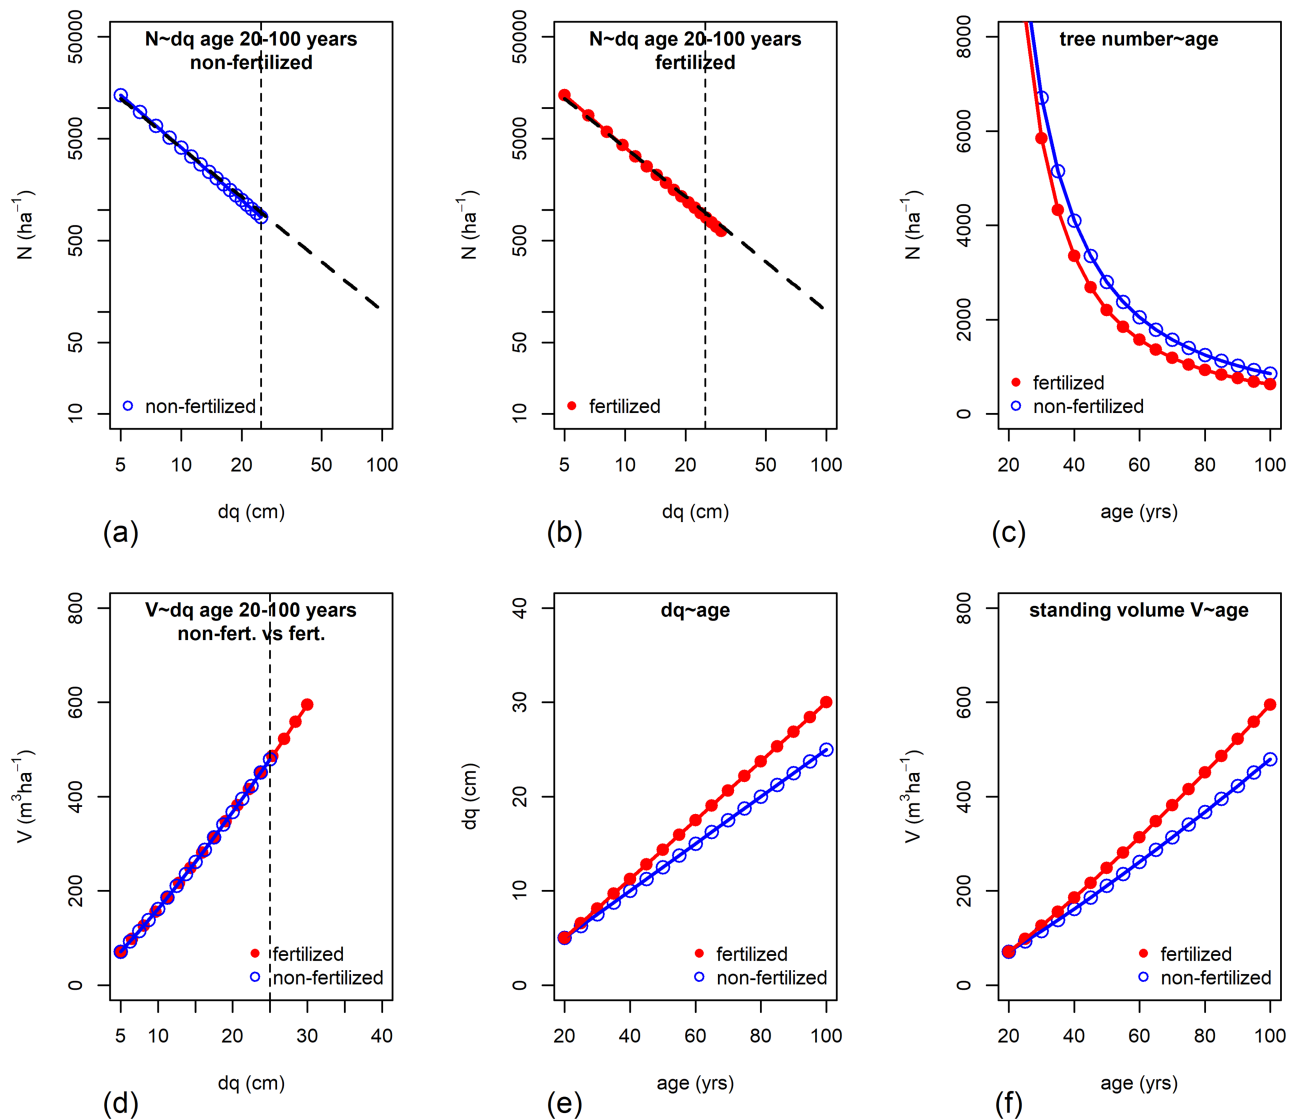 N~dq age 20-100 years
non-fertilized
50000
5000
500
50
10
N (ha⁻¹)
non-fertilized
5 10 20 50 100
dq (cm)
(a)
N~dq age 20-100 years
fertilized
50000
5000
500
50
10
N (ha⁻¹)
fertilized
5 10 20 50 100
dq (cm)
(b)
tree number~age
8000
6000
4000
2000
0
N (ha⁻¹)
fertilized
non-fertilized
20 40 60 80 100
age (yrs)
(c)
V~dq age 20-100 years
non-fert. vs fert.
800
600
400
200
0
V (m³ha⁻¹)
fertilized
non-fertilized
5 10 20 30 40
dq (cm)
(d)
dq~age
40
30
20
10
0
dq (cm)
fertilized
non-fertilized
20 40 60 80 100
age (yrs)
(e)
standing volume V~age
800
600
400
200
0
V (m³ha⁻¹)
fertilized
non-fertilized
20 40 60 80 100
age (yrs)
(f)